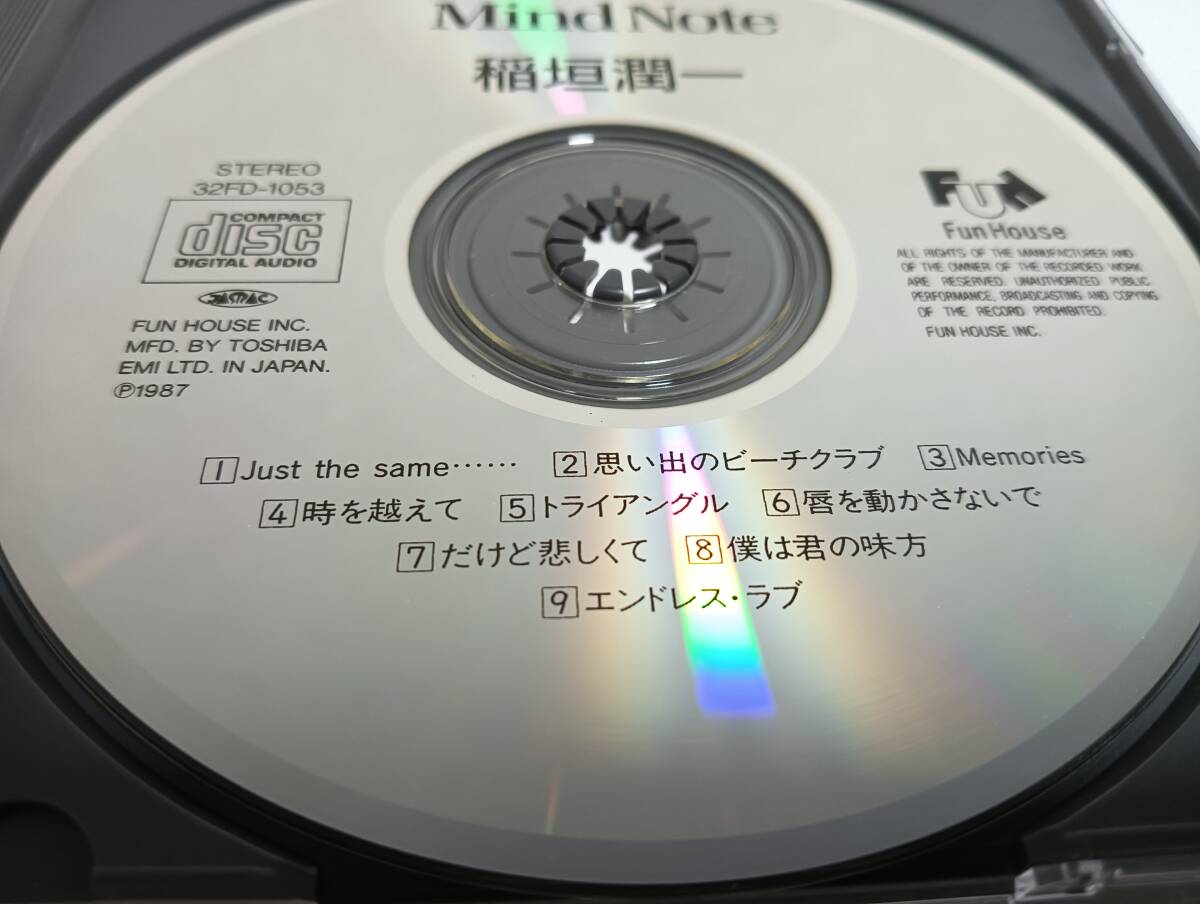 Mind Note
稲垣潤一
STEREO
32FD-1053
COMPACT
disc
DIGITAL AUDIO
JASRAC
FUN HOUSE INC.
MFD. BY TOSHIBA
EMI LTD. IN JAPAN.
Ⓟ1987
FUN
Fun House
ALL RIGHTS OF THE MANUFACTURER AND
OF THE OWNER OF THE RECORDED WORK
ARE RESERVED. UNAUTHORIZED PUBLIC
PERFORMANCE, BROADCASTING AND COPYING
OF THE RECORD PROHIBITED.
FUN HOUSE INC.
1 Just the same…… 2 思い出のビーチクラブ 3 Memories
4 時を越えて 5 トライアングル 6 唇を動かさないで
7 だけど悲しくて 8 僕は君の味方
9 エンドレス・ラブ